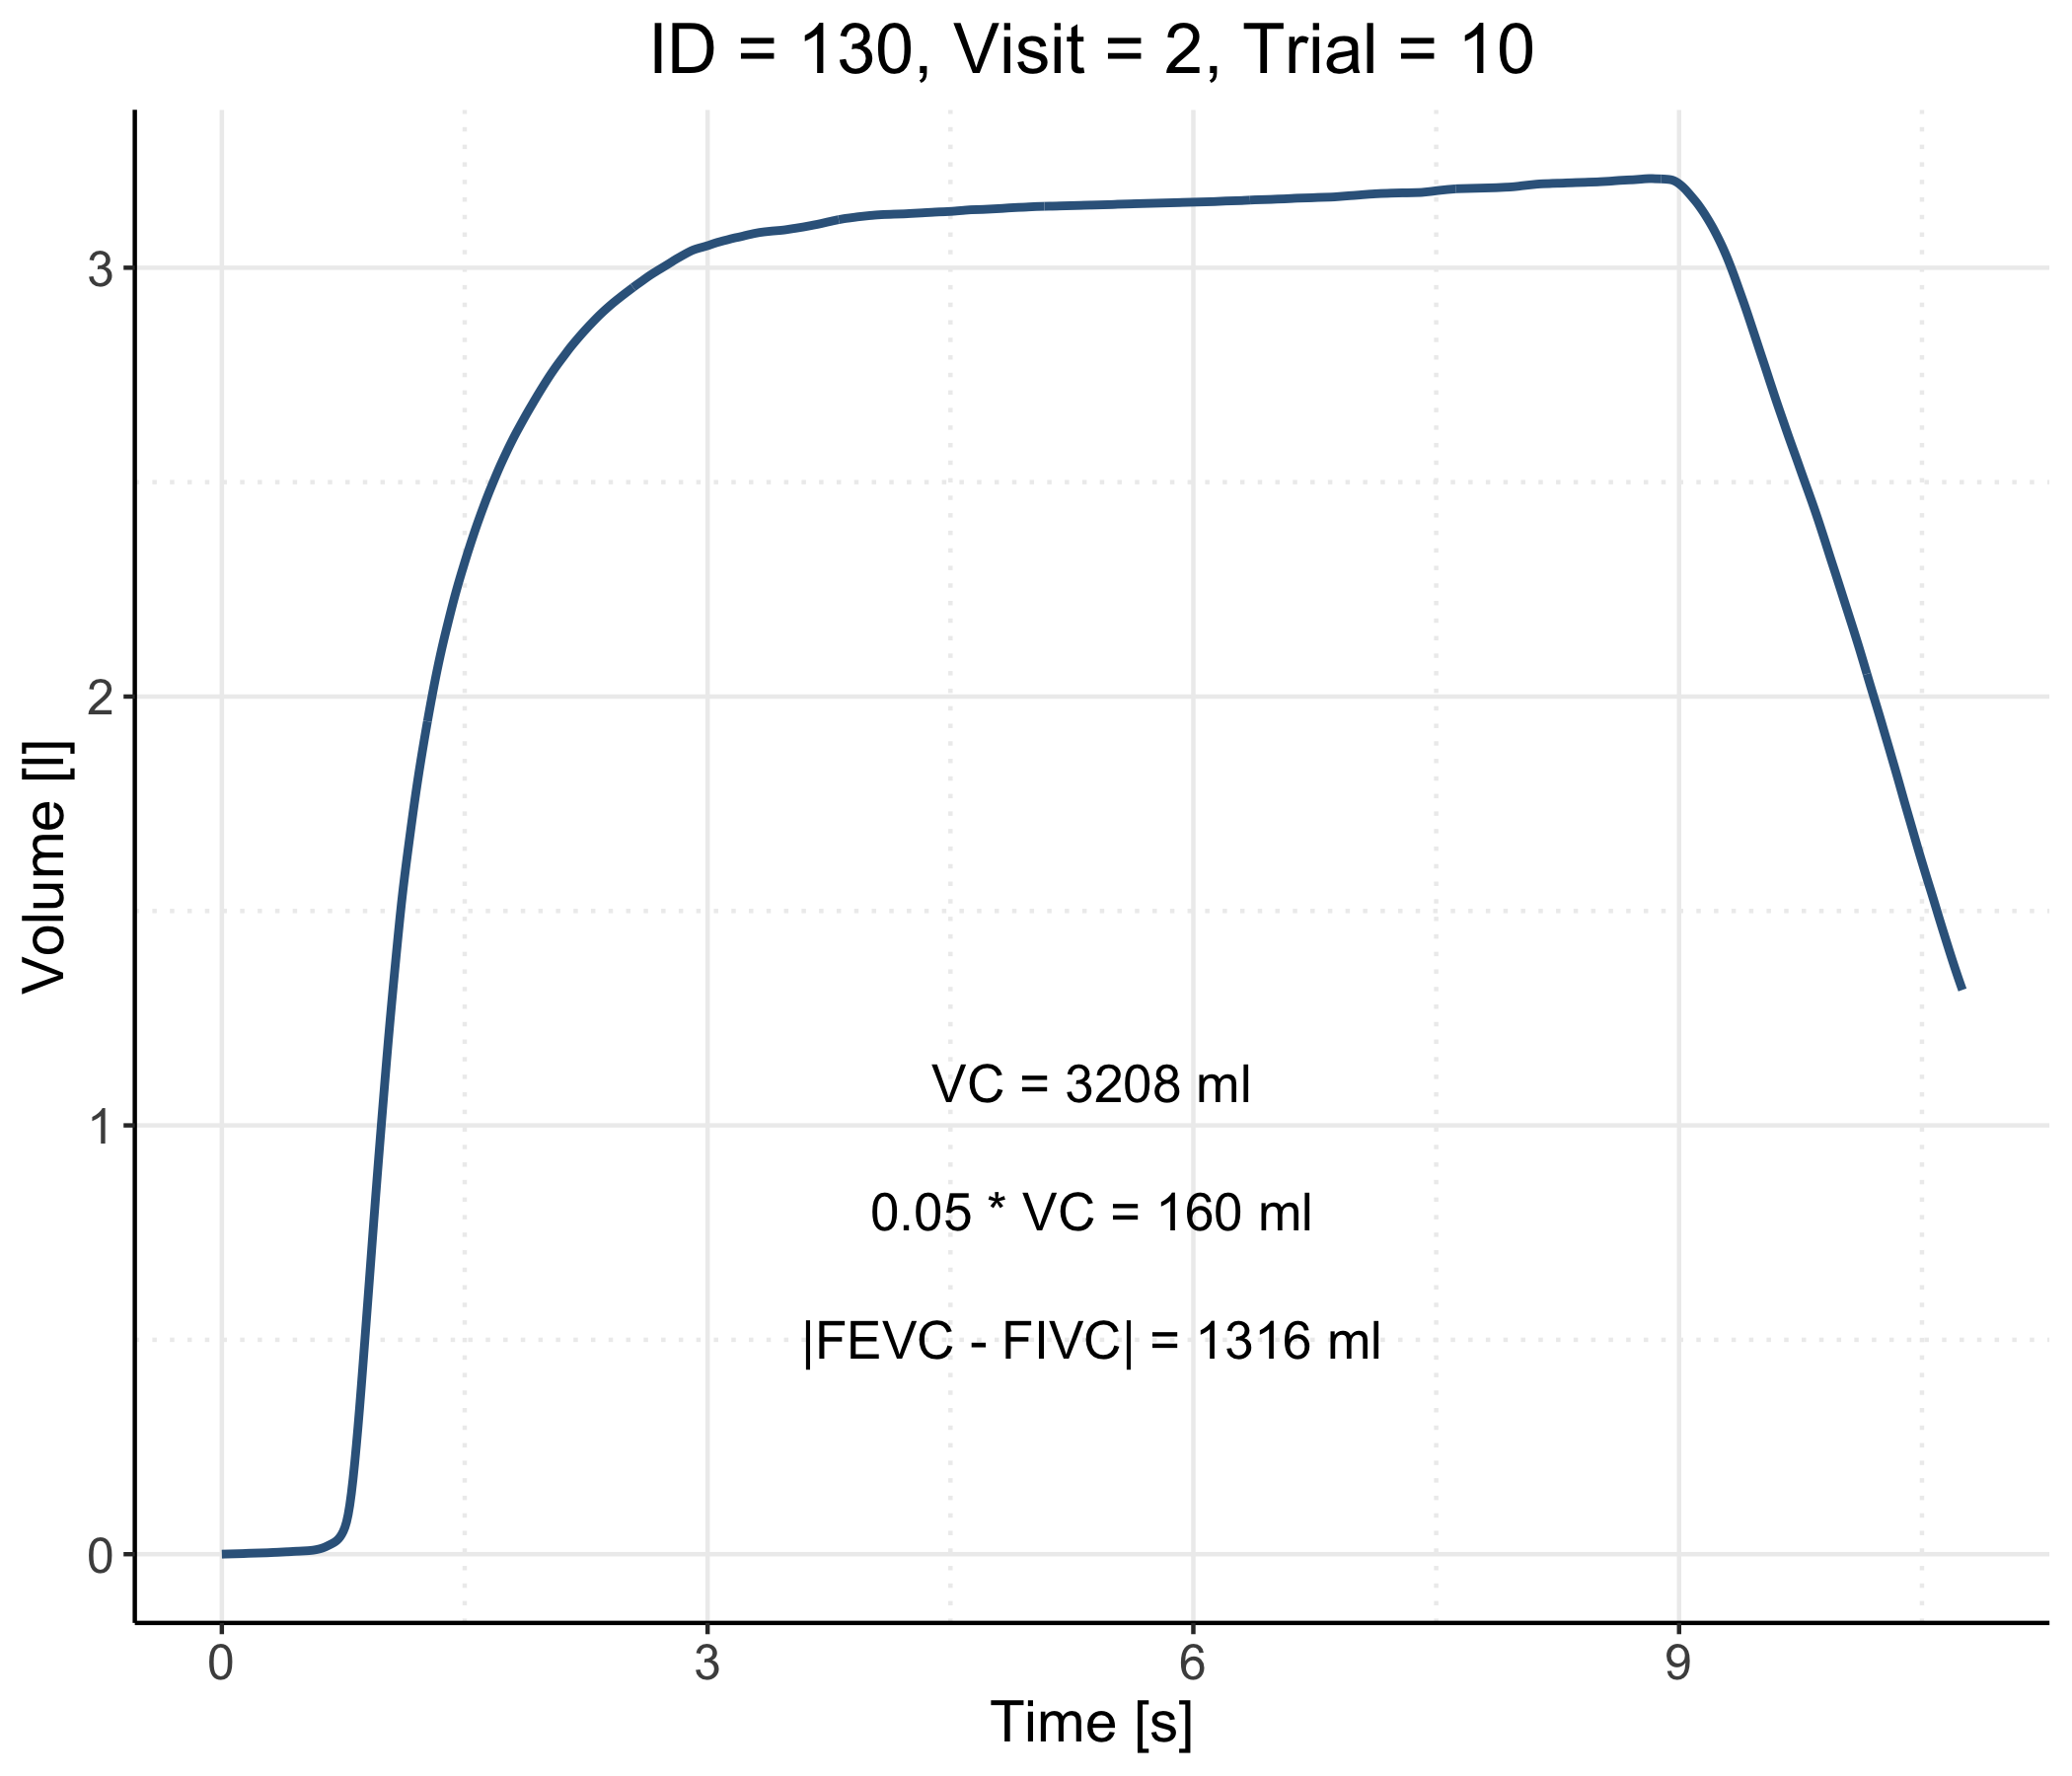 ID = 130, Visit = 2, Trial = 10
3
2
1
0
Volume [l]
VC = 3208 ml
0.05 * VC = 160 ml
|FEVC - FIVC| = 1316 ml
0 3 6 9
Time [s]